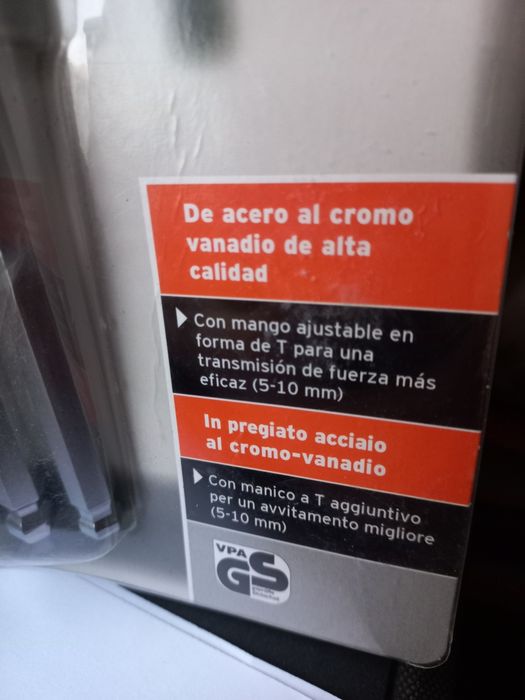 De acero al cromo
vanadio de alta
calidad
Con mango ajustable en
forma de T para una
transmisión de fuerza más
eficaz (5-10 mm)
In pregiato acciaio
al cromo-vanadio
Con manico a T aggiuntivo
per un avvitamento migliore
(5-10 mm)
VPA
GS